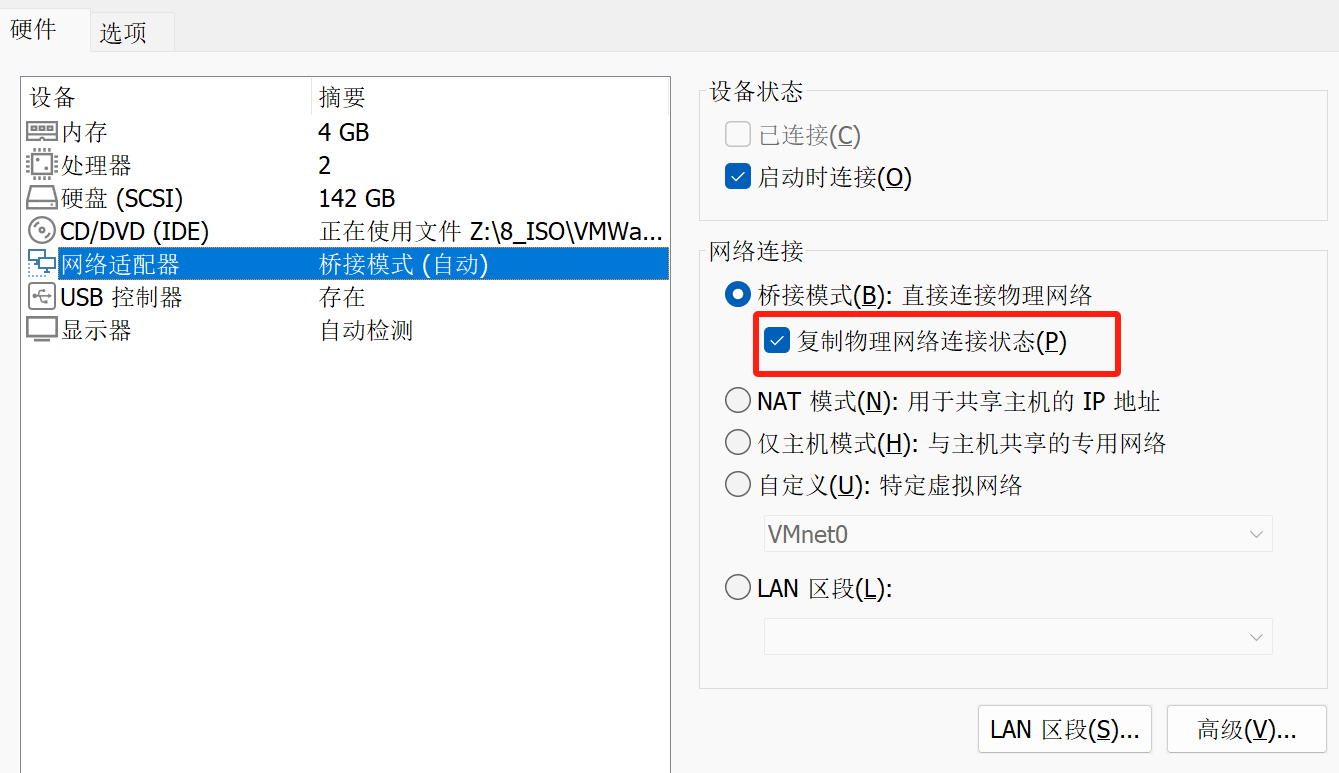 硬件 选项
设备 摘要
内存 4 GB
处理器 2
硬盘 (SCSI) 142 GB
CD/DVD (IDE) 正在使用文件 Z:\8_ISO\VMWa...
网络适配器 桥接模式 (自动)
USB 控制器 存在
显示器 自动检测
设备状态
已连接(C)
启动时连接(O)
网络连接
桥接模式(B): 直接连接物理网络
复制物理网络连接状态(P)
NAT 模式(N): 用于共享主机的 IP 地址
仅主机模式(H): 与主机共享的专用网络
自定义(U): 特定虚拟网络
VMnet0
LAN 区段(L):
LAN 区段(S)... 高级(V)...